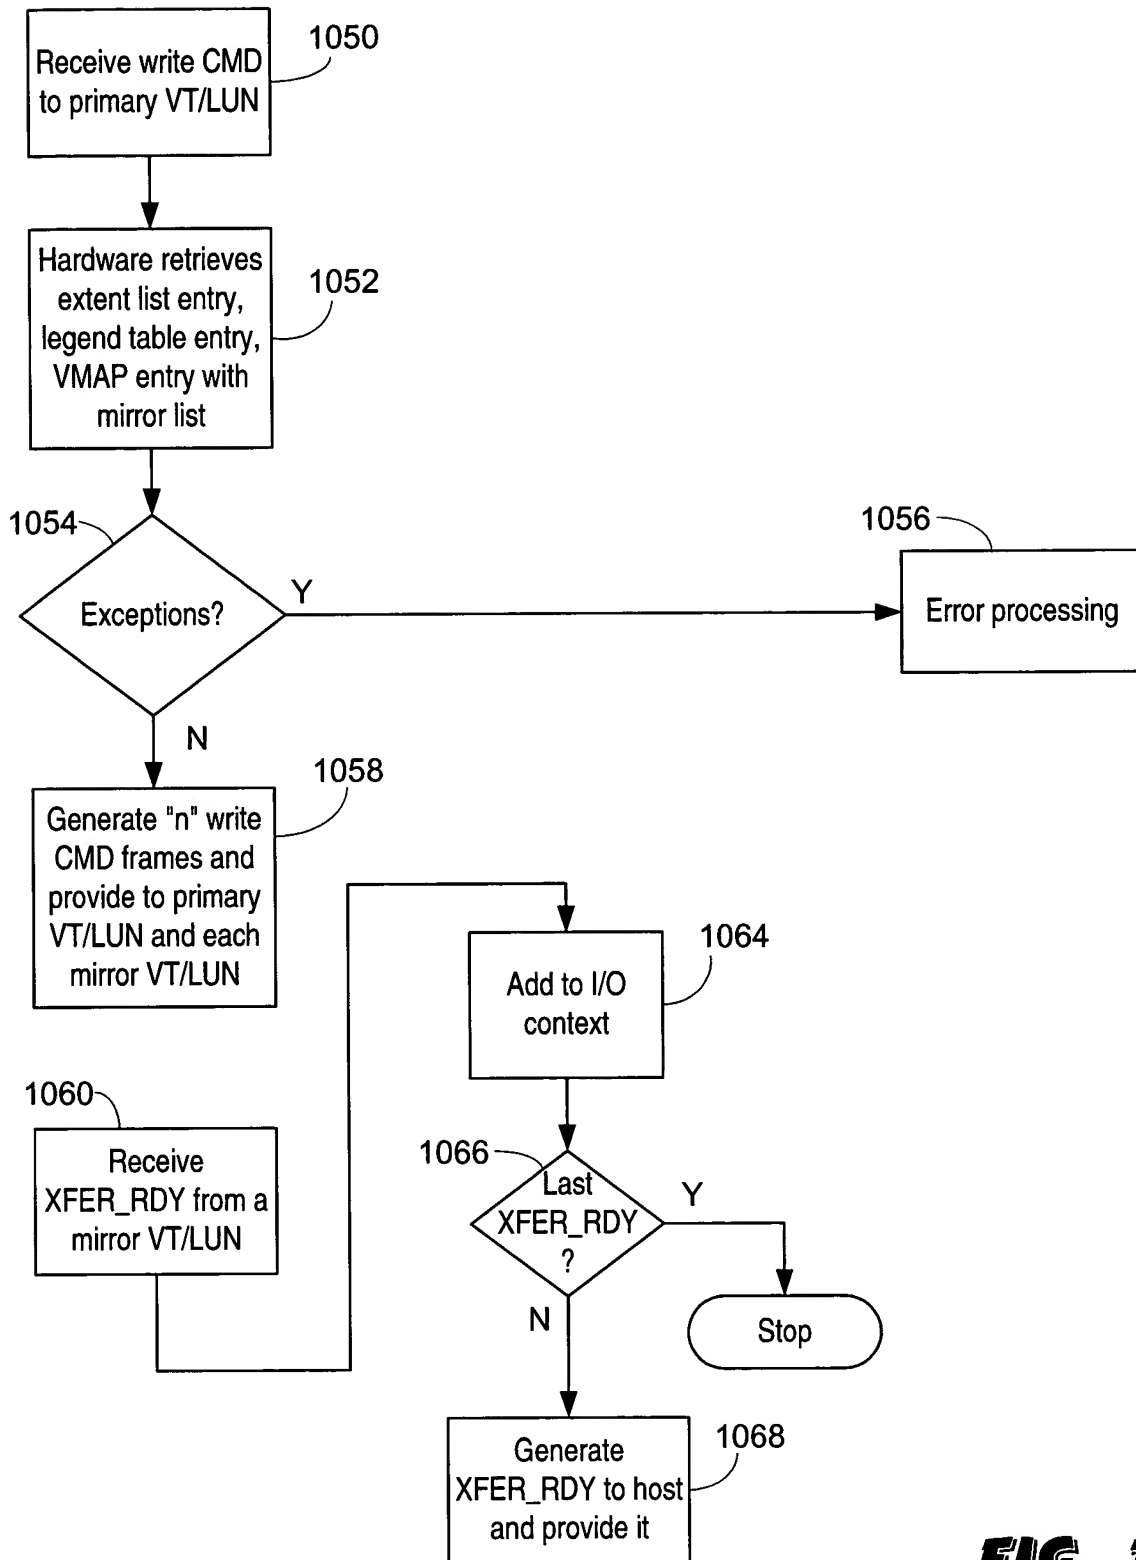 1050
Receive write CMD
to primary VT/LUN
1052
Hardware retrieves
extent list entry,
legend table entry,
VMAP entry with
mirror list
1054
Exceptions?
Y
1056
Error processing
N
1058
Generate "n" write
CMD frames and
provide to primary
VT/LUN and each
mirror VT/LUN
1064
Add to I/O
context
1060
Receive
XFER_RDY from a
mirror VT/LUN
1066
Last
XFER_RDY
?
Y
N
Stop
1068
Generate
XFER_RDY to host
and provide it
FIG.